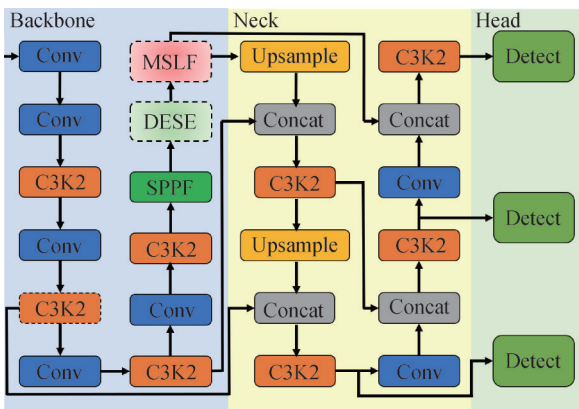 Backbone
Neck
Head
Conv
Conv
C3K2
Conv
C3K2
Conv
MSLF
DESE
SPPF
C3K2
Conv
C3K2
Upsample
Concat
C3K2
Upsample
Concat
C3K2
C3K2
Concat
Conv
C3K2
Concat
Conv
Detect
Detect
Detect